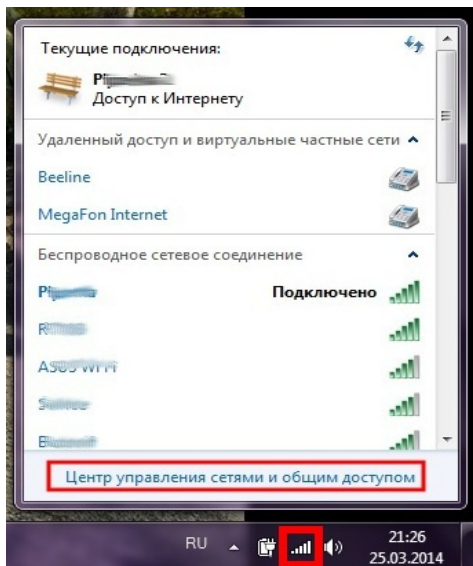 Текущие подключения:
Доступ к Интернету
Удаленный доступ и виртуальные частные сети
Beeline
MegaFon Internet
Беспроводное сетевое соединение
Подключено
Центр управления сетями и общим доступом
RU
21:26
25.03.2014